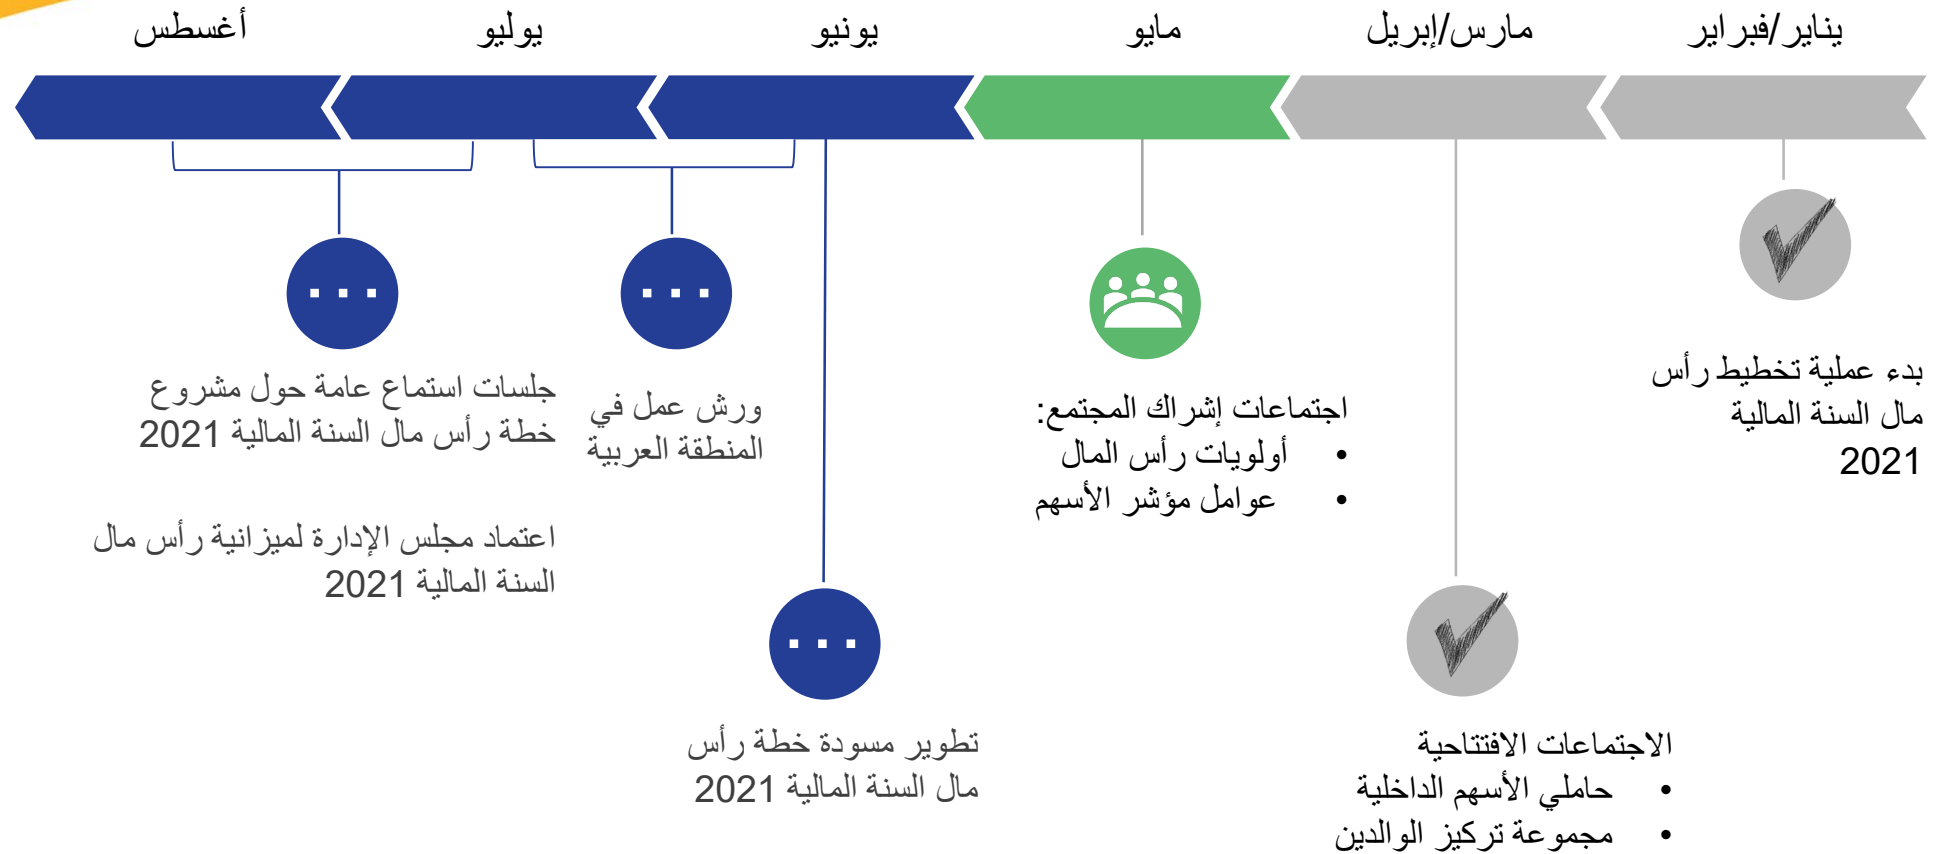 يناير/فبراير
مارس/إبريل
مايو
يونيو
يوليو
أغسطس
بدء عملية تخطيط رأس
مال السنة المالية
2021
الاجتماعات الافتتاحية
• حاملي الأسهم الداخلية
• مجموعة تركيز الوالدين
اجتماعات إشراك المجتمع:
• أولويات رأس المال
• عوامل مؤشر الأسهم
تطوير مسودة خطة رأس
مال السنة المالية 2021
ورش عمل في
المنطقة العربية
جلسات استماع عامة حول مشروع
خطة رأس مال السنة المالية 2021
اعتماد مجلس الإدارة لميزانية رأس مال
السنة المالية 2021